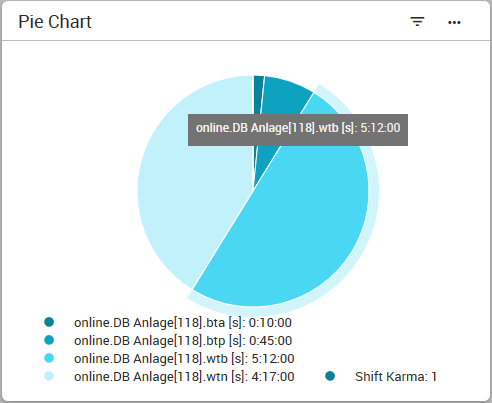 Pie Chart
online.DB Anlage[118].wtb [s]: 5:12:00
online.DB Anlage[118].bta [s]: 0:10:00
online.DB Anlage[118].btp [s]: 0:45:00
online.DB Anlage[118].wtb [s]: 5:12:00
online.DB Anlage[118].wtn [s]: 4:17:00 Shift Karma: 1